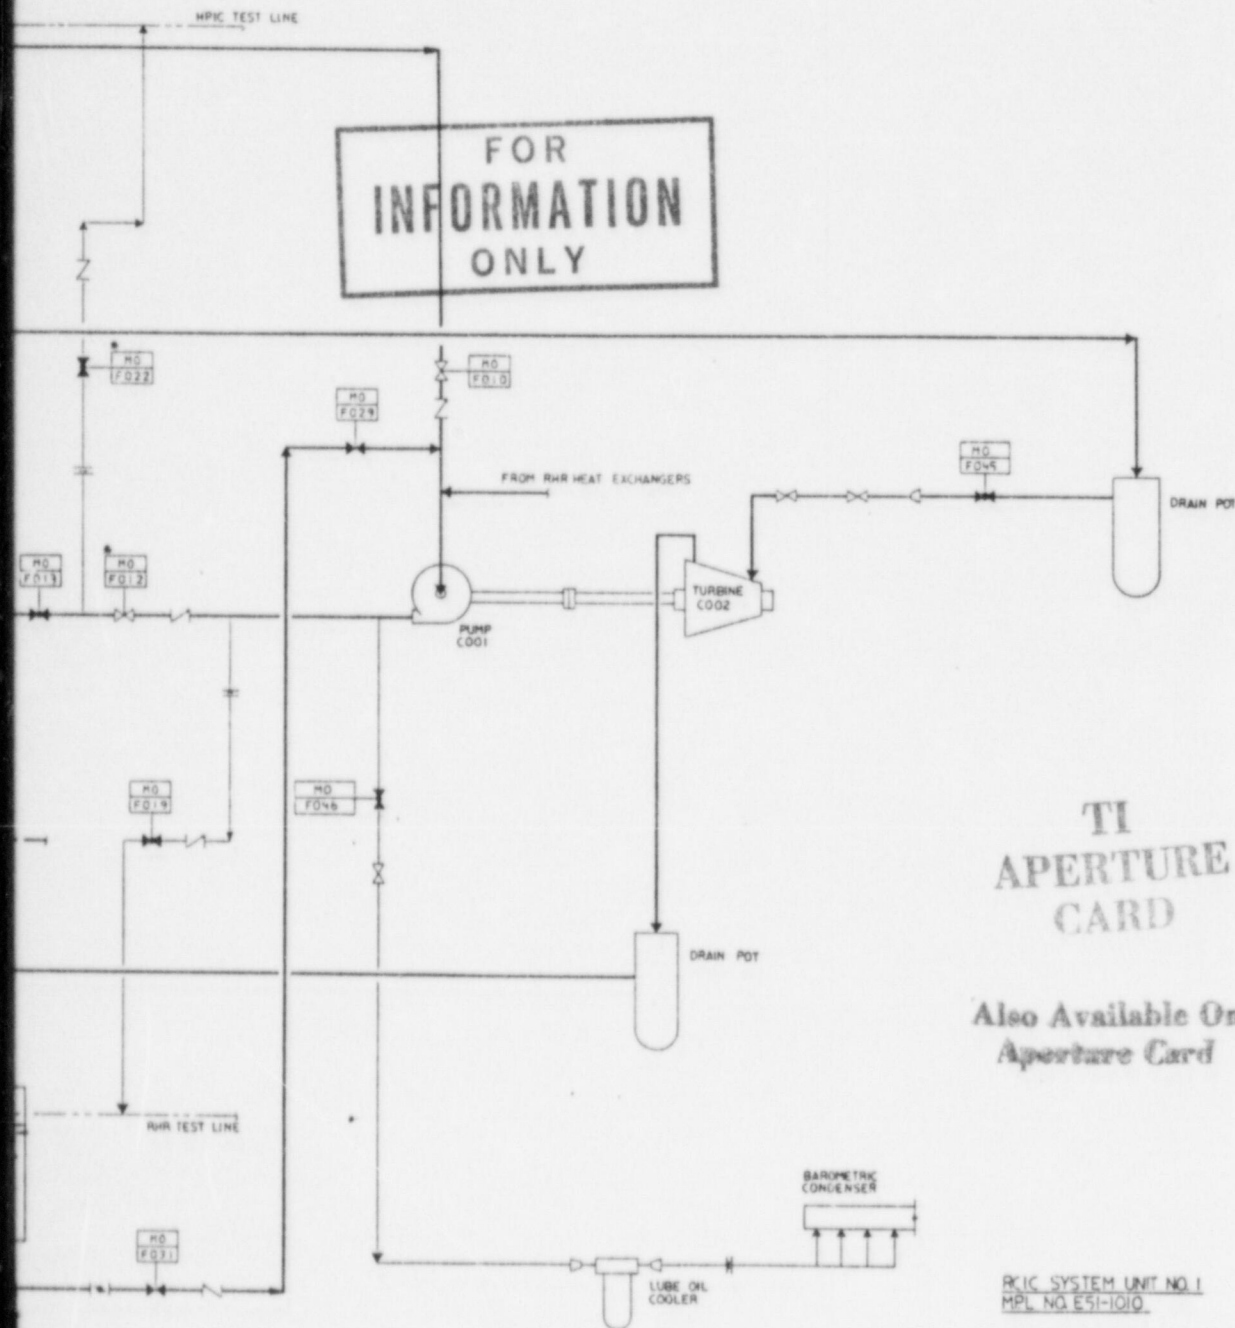 HPIC TEST LINE
FOR
INFORMATION
ONLY
MO
F022
MO
F010
MO
F029
MO
F045
FROM RHR HEAT EXCHANGERS
DRAIN POT
MO
F013
MO
F012
TURBINE
C002
PUMP
C001
MO
F019
MO
F046
TI
APERTURE
CARD
DRAIN POT
Also Available On
Aperture Card
RHR TEST LINE
BAROMETRIC
CONDENSER
MO
F031
LUBE OIL
COOLER
RCIC SYSTEM UNIT NO. 1
MPL NO. E51-1010